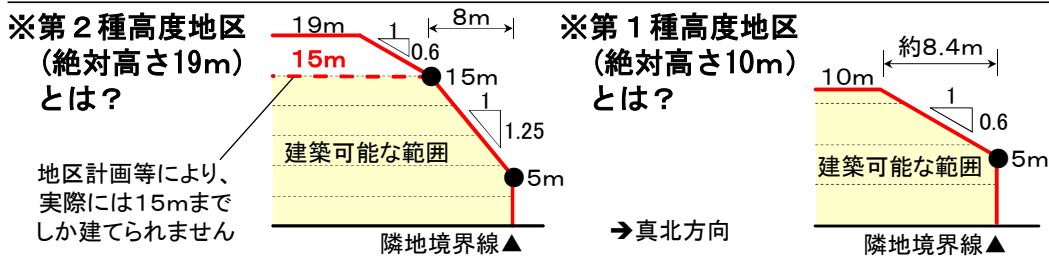 ※第２種高度地区
(絶対高さ19m)
とは？
19m
15m
1
0.6
8m
15m
1
1.25
建築可能な範囲
5m
地区計画等により、
実際には１５ｍまで
しか建てられません
隣地境界線▲
※第１種高度地区
(絶対高さ10m)
とは？
約8.4m
10m
1
0.6
5m
建築可能な範囲
➔真北方向
隣地境界線▲